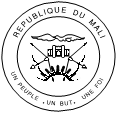 REPUBLIQUE DU MALI
UN PEUPLE - UN BUT - UNE FOI